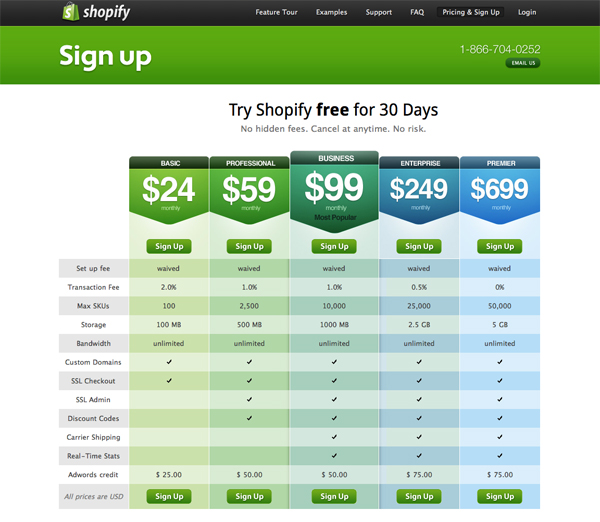 shopify
Feature Tour Examples Support FAQ Pricing & Sign Up Login
Sign up
1-866-704-0252
EMAIL US
Try Shopify free for 30 Days
No hidden fees. Cancel at anytime. No risk.
BASIC PROFESSIONAL BUSINESS ENTERPRISE PREMIER
$24 $59 $99 $249 $699
monthly monthly monthly monthly monthly
Most Popular
Sign Up Sign Up Sign Up Sign Up Sign Up
Set up fee waived waived waived waived waived
Transaction Fee 2.0% 1.0% 1.0% 0.5% 0%
Max SKUs 100 2,500 10,000 25,000 50,000
Storage 100 MB 500 MB 1000 MB 2.5 GB 5 GB
Bandwidth unlimited unlimited unlimited unlimited unlimited
Custom Domains ✓ ✓ ✓ ✓ ✓
SSL Checkout ✓ ✓ ✓ ✓ ✓
SSL Admin ✓ ✓ ✓ ✓
Discount Codes ✓ ✓ ✓ ✓
Carrier Shipping ✓ ✓ ✓
Real-Time Stats ✓ ✓ ✓
Adwords credit $ 25.00 $ 50.00 $ 50.00 $ 75.00 $ 75.00
All prices are USD Sign Up Sign Up Sign Up Sign Up Sign Up